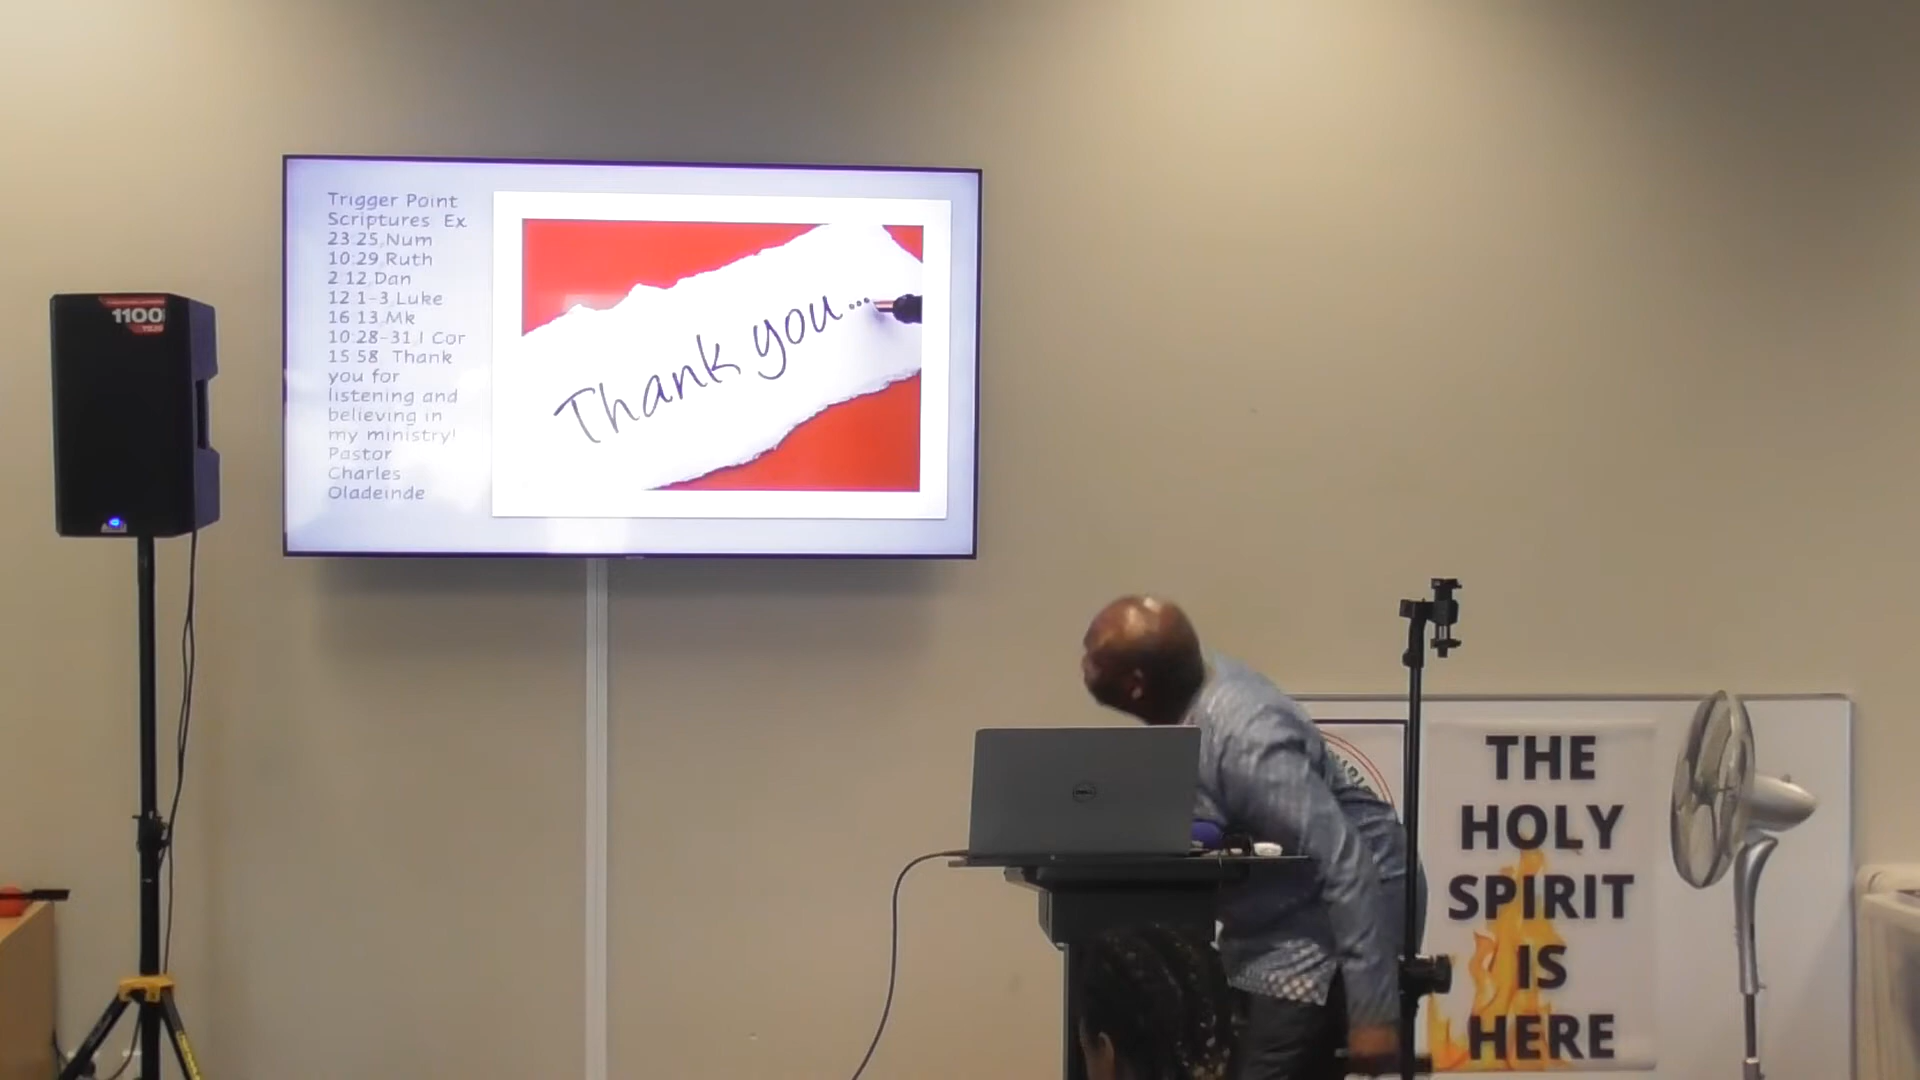 1100
Trigger Point
Scriptures Ex
23:25 Num
10:29 Ruth
2:12 Dan
12:1-3 Luke
16:13 Mk
10:28-31 I Cor
15:58 Thank
you for
listening and
believing in
my ministry!
Pastor
Charles
Oladeinde
Thank you...
DELL
THE
HOLY
SPIRIT
IS
HERE